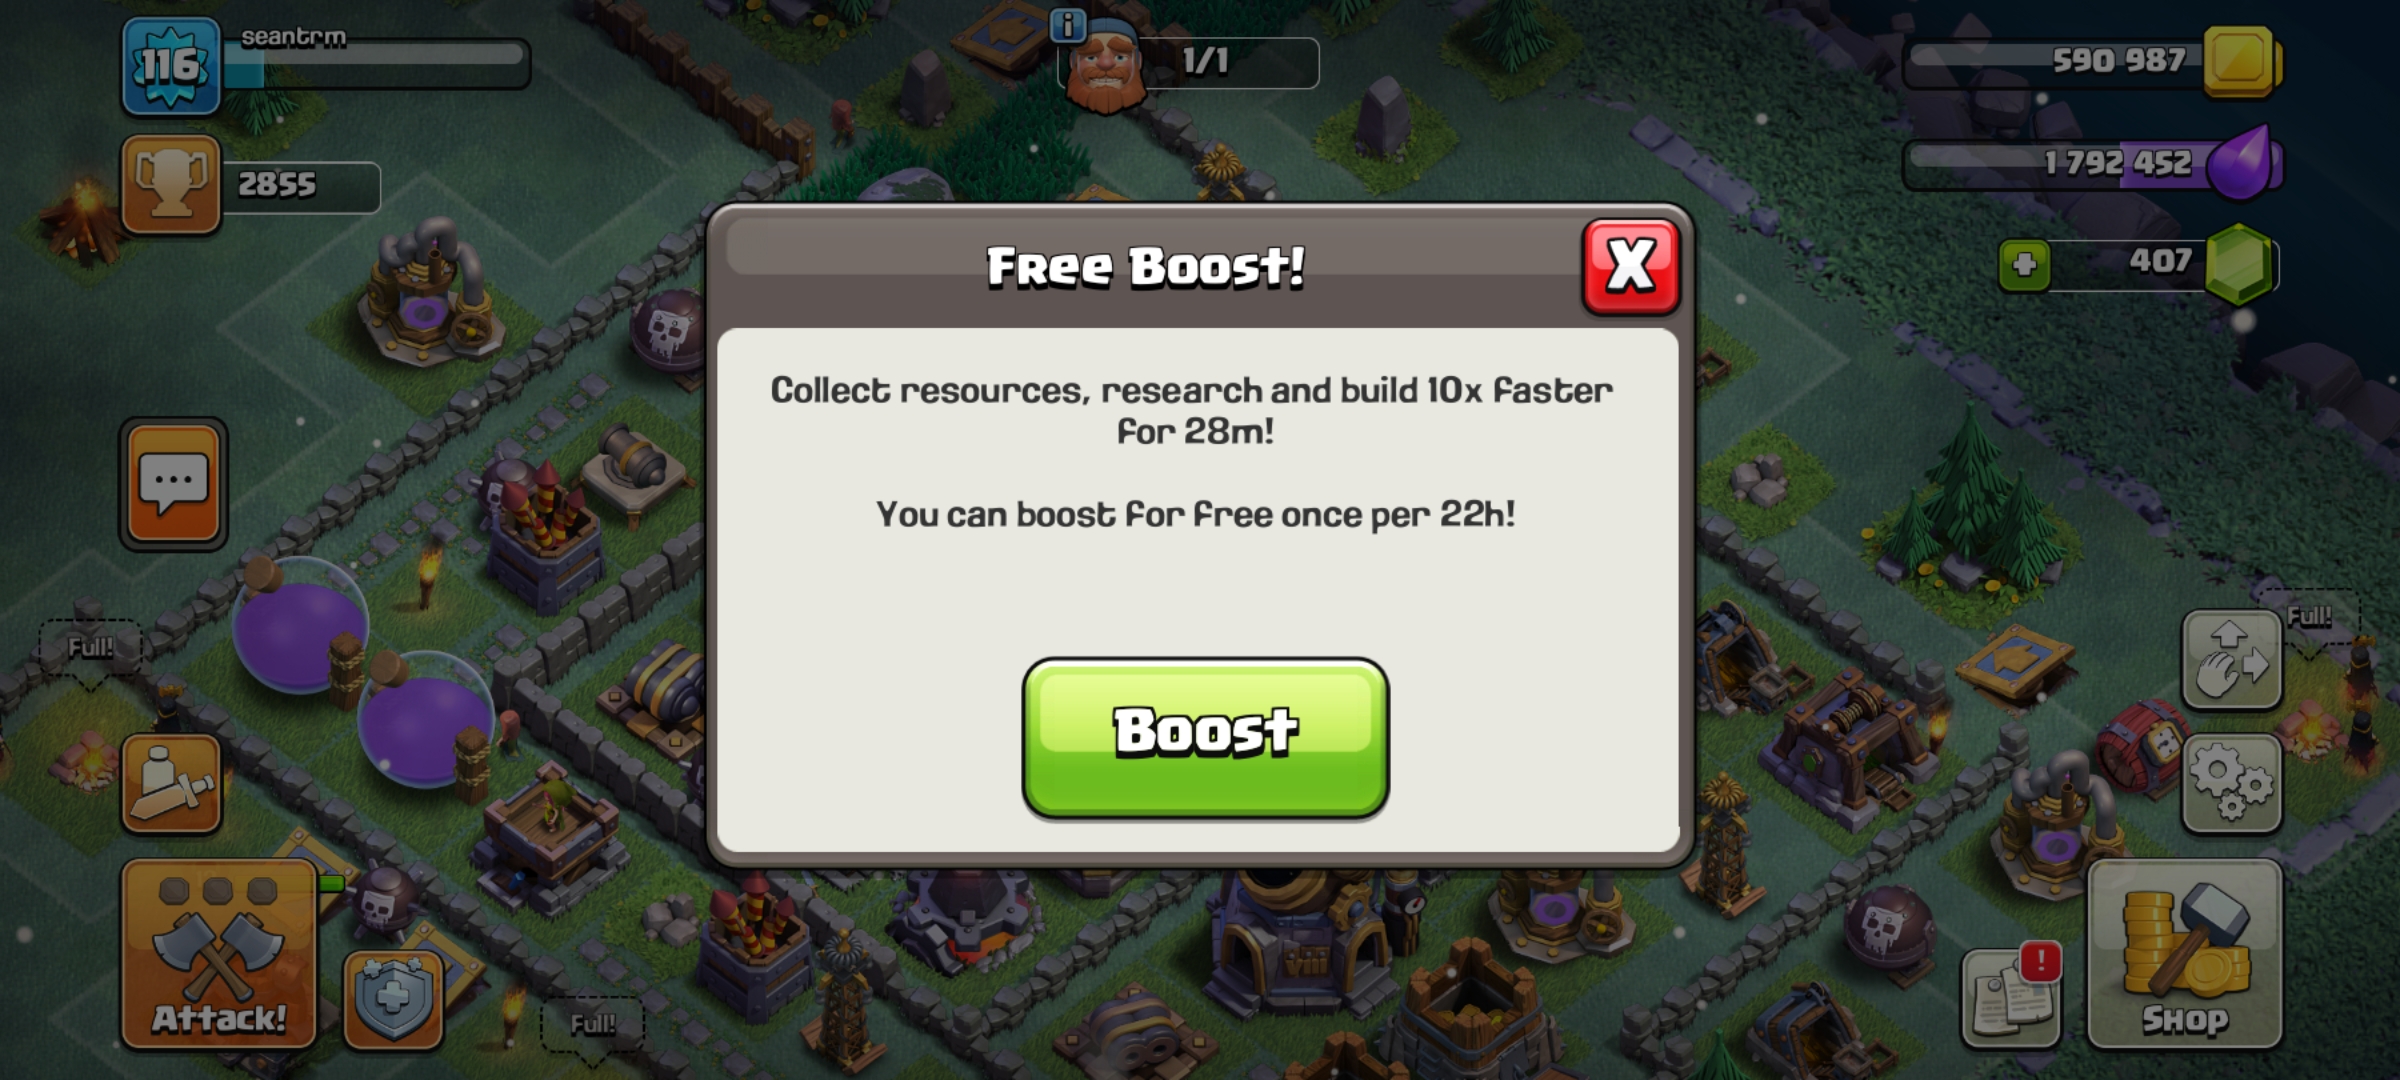 116
seantrm
1/1
590 987
2855
1 792 452
407
Free Boost!
X
Collect resources, research and build 10x faster
for 28m!
You can boost for free once per 22h!
Full!
Full!
Boost
viii
!
Attack!
Full!
Shop